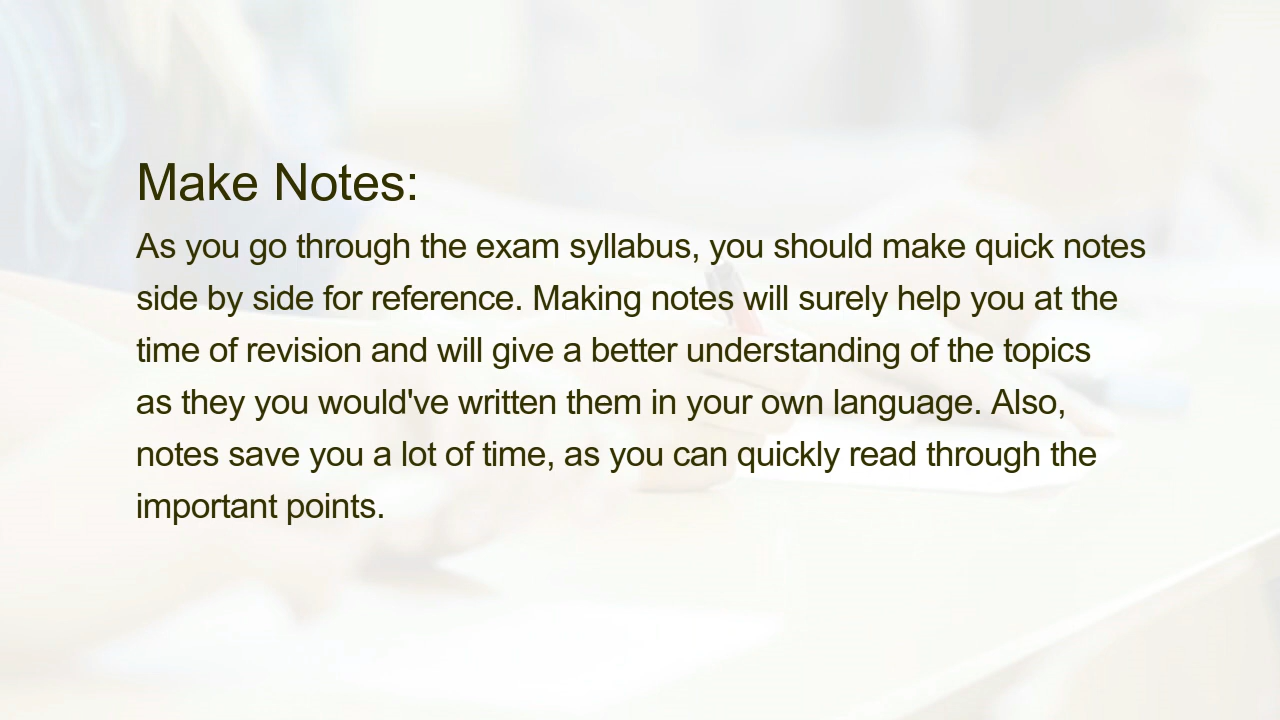 Make Notes:
As you go through the exam syllabus, you should make quick notes
side by side for reference. Making notes will surely help you at the
time of revision and will give a better understanding of the topics
as they you would've written them in your own language. Also,
notes save you a lot of time, as you can quickly read through the
important points.